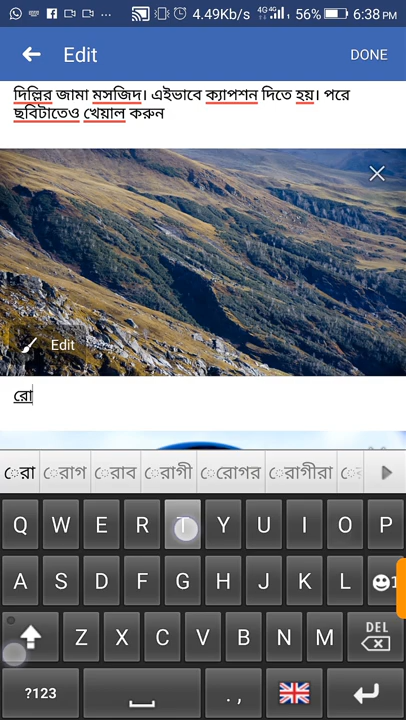 4.49Kb/s 4G 4G 56% 6:38 PM
Edit DONE
দিল্লির জামা মসজিদ। এইভাবে ক্যাপশন দিতে হয়। পরে
ছবিটাতেও খেয়াল করুন
Edit
রো
েরা েরাগ েরাব েরাগী েরেোগর েরাগীরা
Q W E R T Y U I O P
A S D F G H J K L
Z X C V B N M DEL
?123 . ,